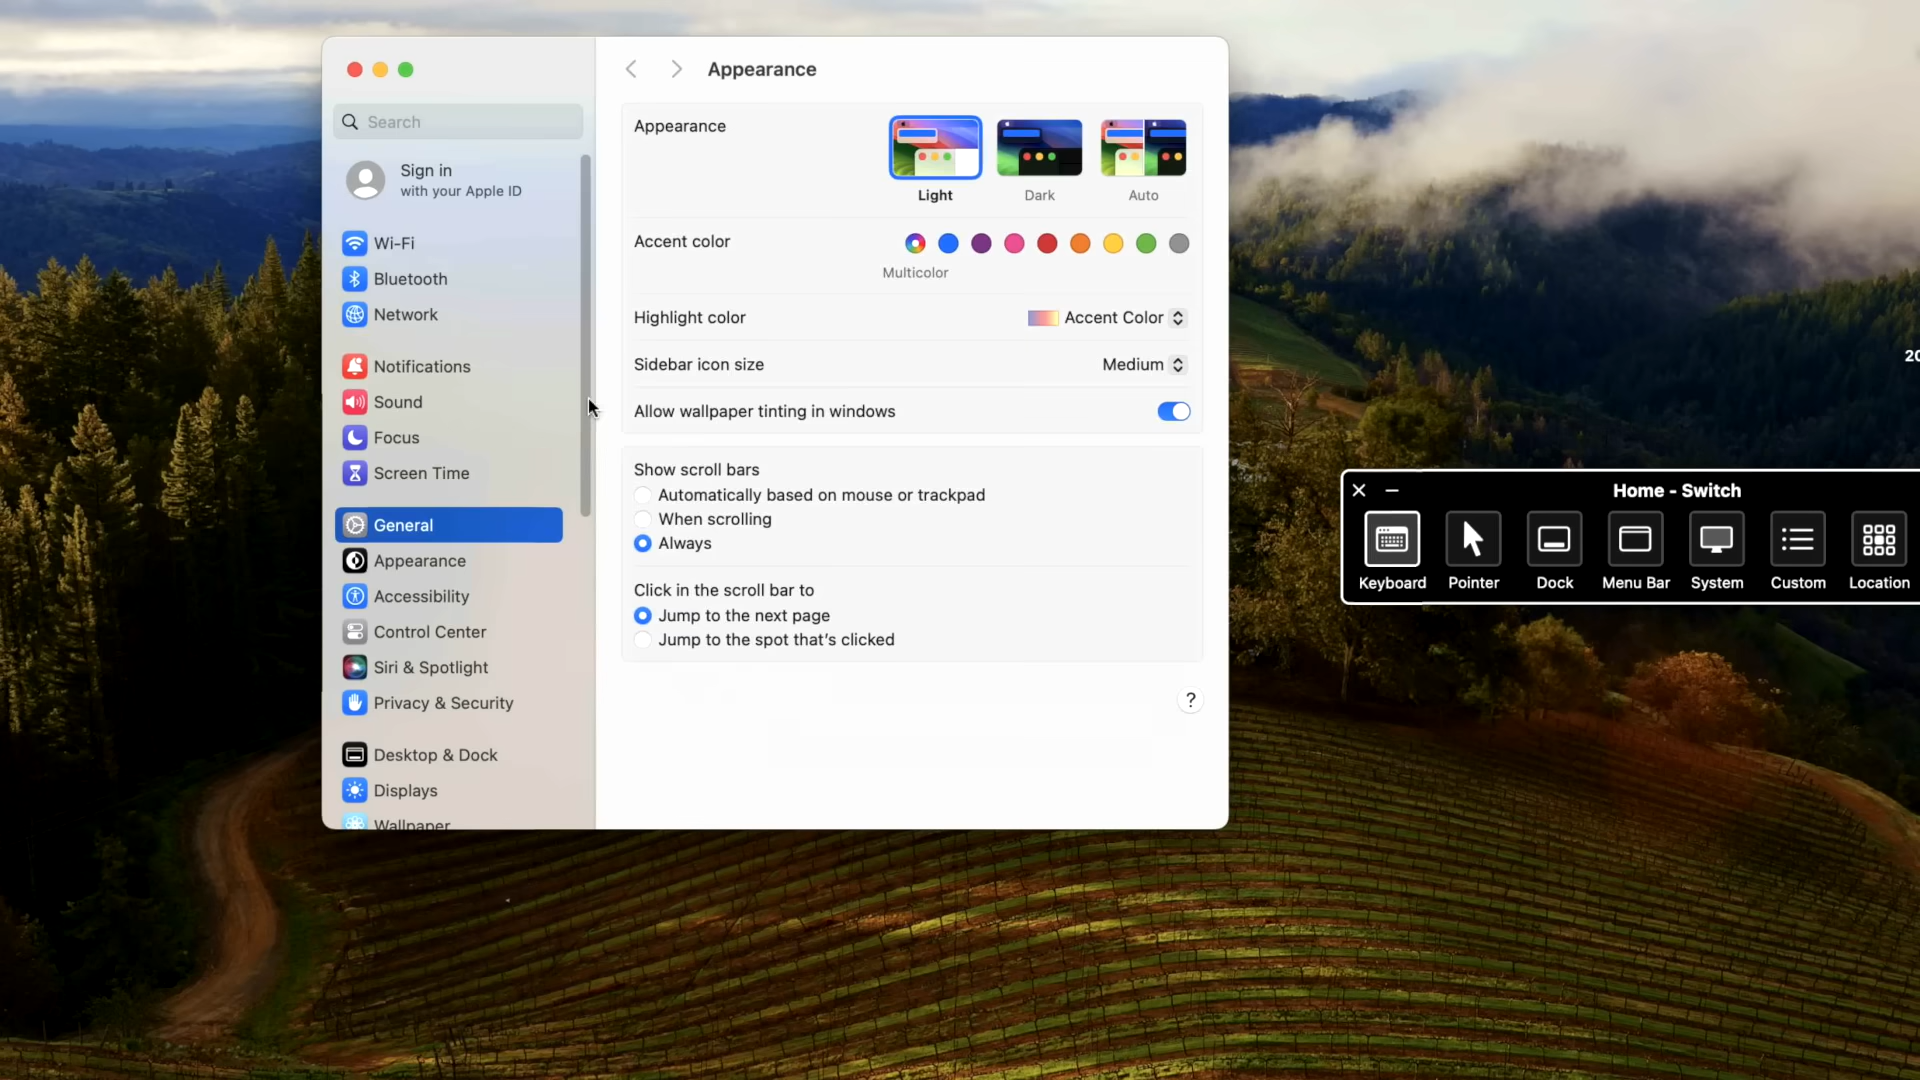 Appearance
Search
Sign in
with your Apple ID
Wi-Fi
Bluetooth
Network
Notifications
Sound
Focus
Screen Time
General
Appearance
Accessibility
Control Center
Siri & Spotlight
Privacy & Security
Desktop & Dock
Displays
Wallpaper
Appearance
Light
Dark
Auto
Accent color
Multicolor
Highlight color
Accent Color
Sidebar icon size
Medium
Allow wallpaper tinting in windows
Show scroll bars
Automatically based on mouse or trackpad
When scrolling
Always
Click in the scroll bar to
Jump to the next page
Jump to the spot that's clicked
?
20
Home - Switch
Keyboard
Pointer
Dock
Menu Bar
System
Custom
Location